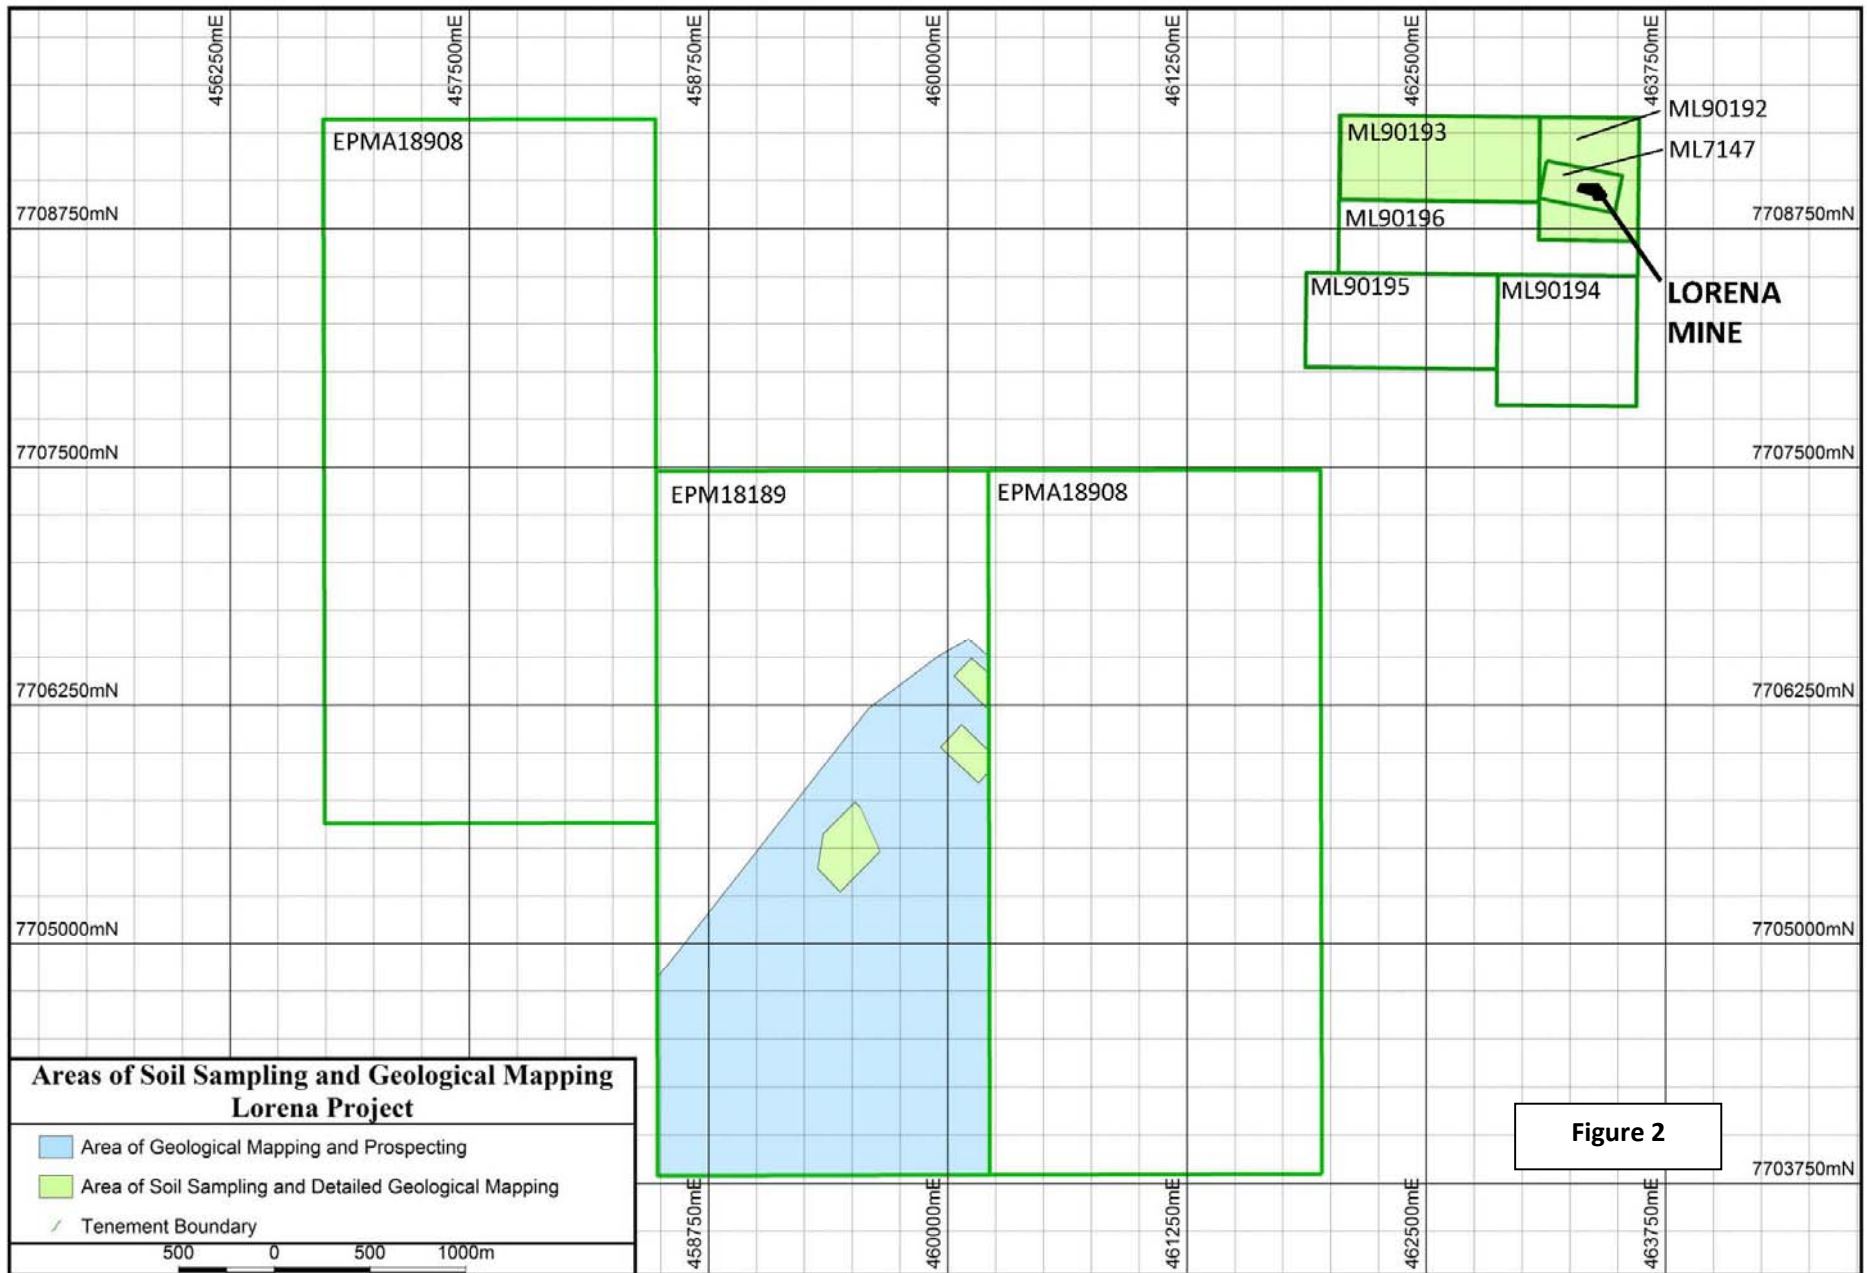 456250mE
457500mE
458750mE
460000mE
461250mE
462500mE
463750mE
EPMA18908
ML90193
ML90192
ML7147
7708750mN
ML90196
7708750mN
ML90195
ML90194
LORENA
MINE
7707500mN
7707500mN
EPM18189
EPMA18908
7706250mN
7706250mN
7705000mN
7705000mN
Areas of Soil Sampling and Geological Mapping
Lorena Project
Area of Geological Mapping and Prospecting
Area of Soil Sampling and Detailed Geological Mapping
Tenement Boundary
500 0 500 1000m
Figure 2
7703750mN
458750mE
460000mE
461250mE
462500mE
463750mE